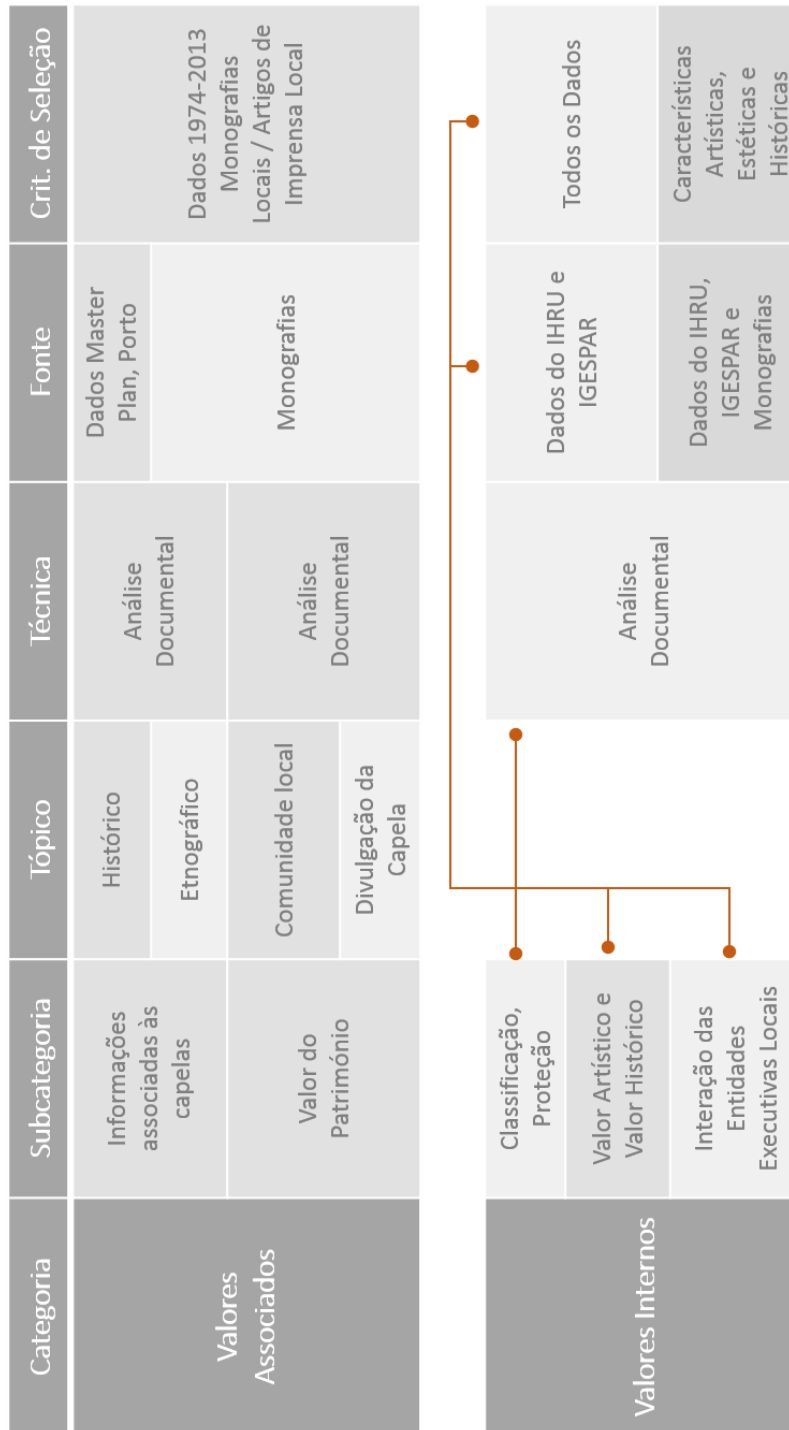 Categoria
Subcategoria
Tópico
Técnica
Fonte
Crit. de Seleção
Valores
Associados
Informações
associadas às
capelas
Histórico
Etnográfico
Análise
Documental
Dados Master
Plan, Porto
Monografias
Dados 1974-2013
Monografias
Locais / Artigos de
Imprensa Local
Valor do
Património
Comunidade local
Divulgação da
Capela
Análise
Documental
Valores Internos
Classificação,
Proteção
Valor Artístico e
Valor Histórico
Interação das
Entidades
Executivas Locais
Análise
Documental
Dados do IHRU e
IGESPAR
Todos os Dados
Dados do IHRU,
IGESPAR e
Monografias
Características
Artísticas,
Estéticas e
Históricas